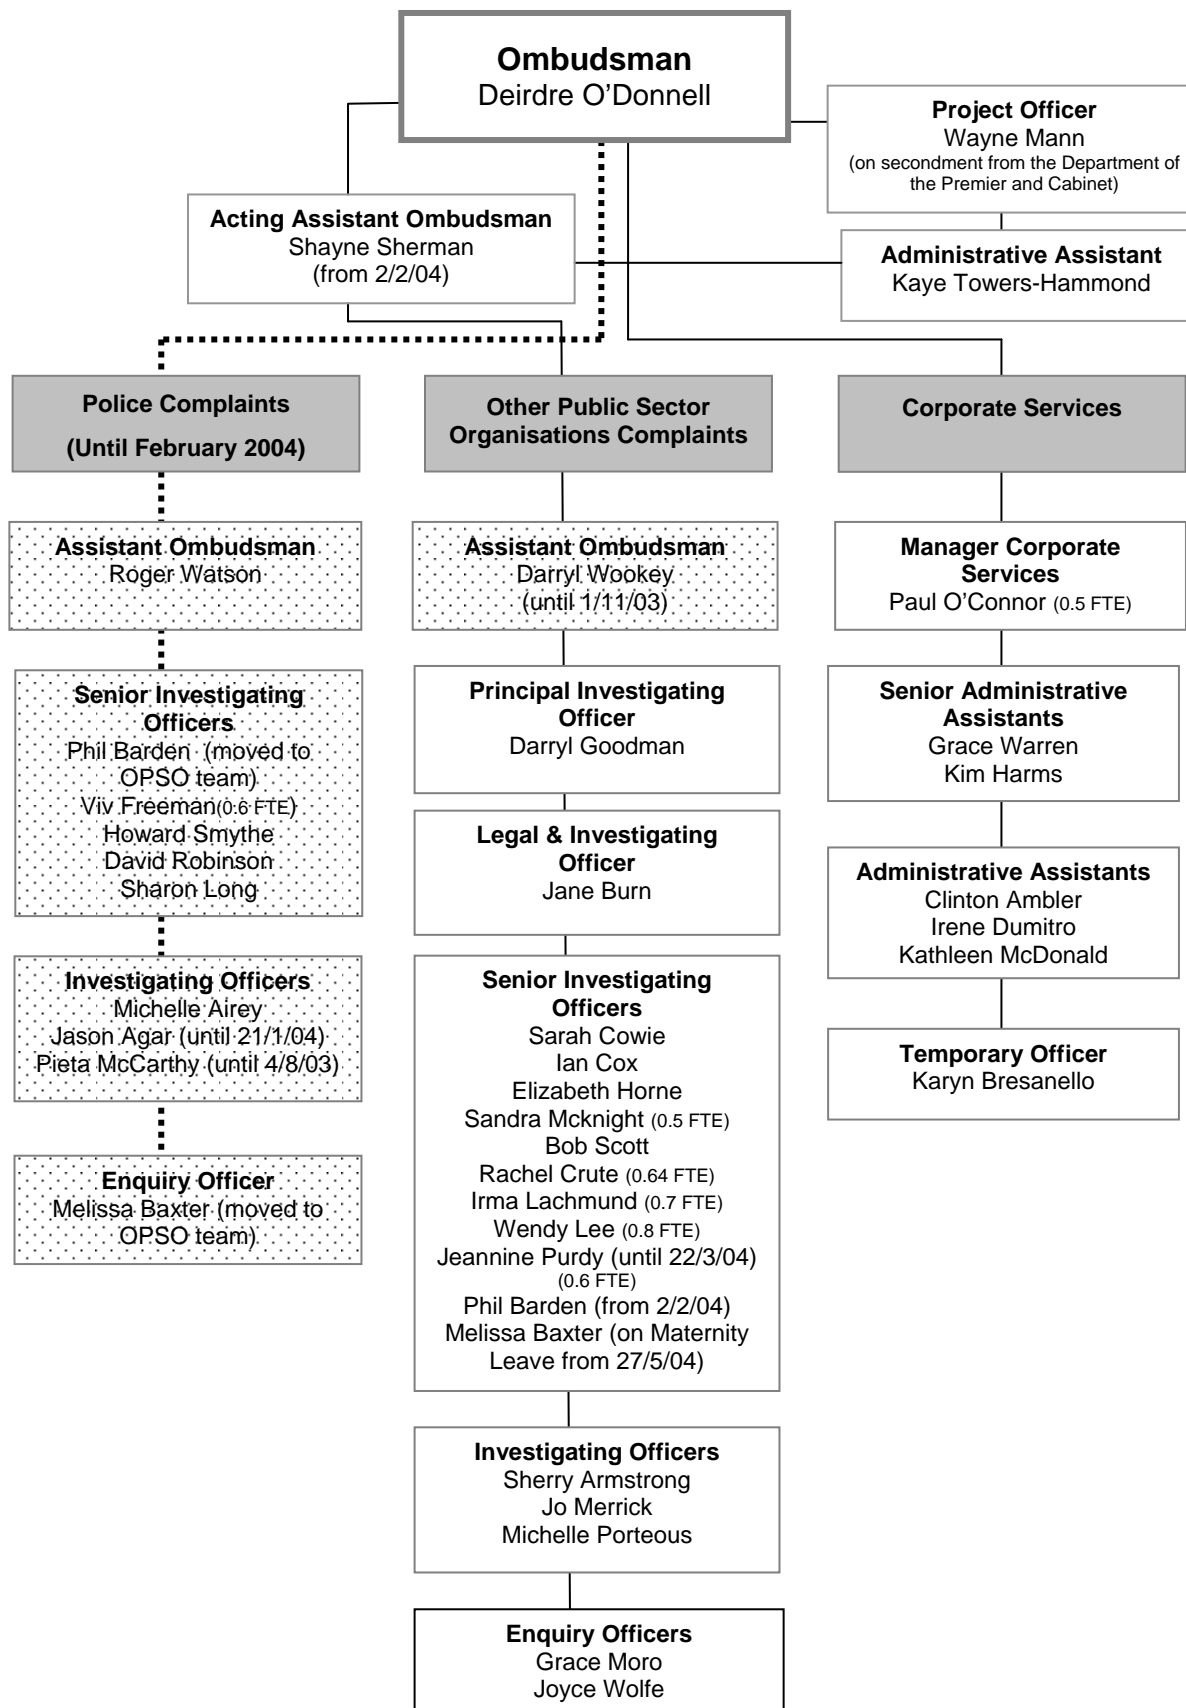 Ombudsman
Deirdre O’Donnell
Project Officer
Wayne Mann
(on secondment from the Department of
the Premier and Cabinet)
Acting Assistant Ombudsman
Shayne Sherman
(from 2/2/04)
Administrative Assistant
Kaye Towers-Hammond
Police Complaints
(Until February 2004)
Other Public Sector
Organisations Complaints
Corporate Services
Assistant Ombudsman
Roger Watson
Senior Investigating
Officers
Phil Barden (moved to
OPSO team)
Viv Freeman(0.6 FTE)
Howard Smythe
David Robinson
Sharon Long
Investigating Officers
Michelle Airey
Jason Agar (until 21/1/04)
Pieta McCarthy (until 4/8/03)
Enquiry Officer
Melissa Baxter (moved to
OPSO team)
Assistant Ombudsman
Darryl Wookey
(until 1/11/03)
Principal Investigating
Officer
Darryl Goodman
Legal & Investigating
Officer
Jane Burn
Senior Investigating
Officers
Sarah Cowie
Ian Cox
Elizabeth Horne
Sandra Mcknight (0.5 FTE)
Bob Scott
Rachel Crute (0.64 FTE)
Irma Lachmund (0.7 FTE)
Wendy Lee (0.8 FTE)
Jeannine Purdy (until 22/3/04)
(0.6 FTE)
Phil Barden (from 2/2/04)
Melissa Baxter (on Maternity
Leave from 27/5/04)
Investigating Officers
Sherry Armstrong
Jo Merrick
Michelle Porteous
Enquiry Officers
Grace Moro
Joyce Wolfe
Manager Corporate
Services
Paul O’Connor (0.5 FTE)
Senior Administrative
Assistants
Grace Warren
Kim Harms
Administrative Assistants
Clinton Ambler
Irene Dumitro
Kathleen McDonald
Temporary Officer
Karyn Bresanello